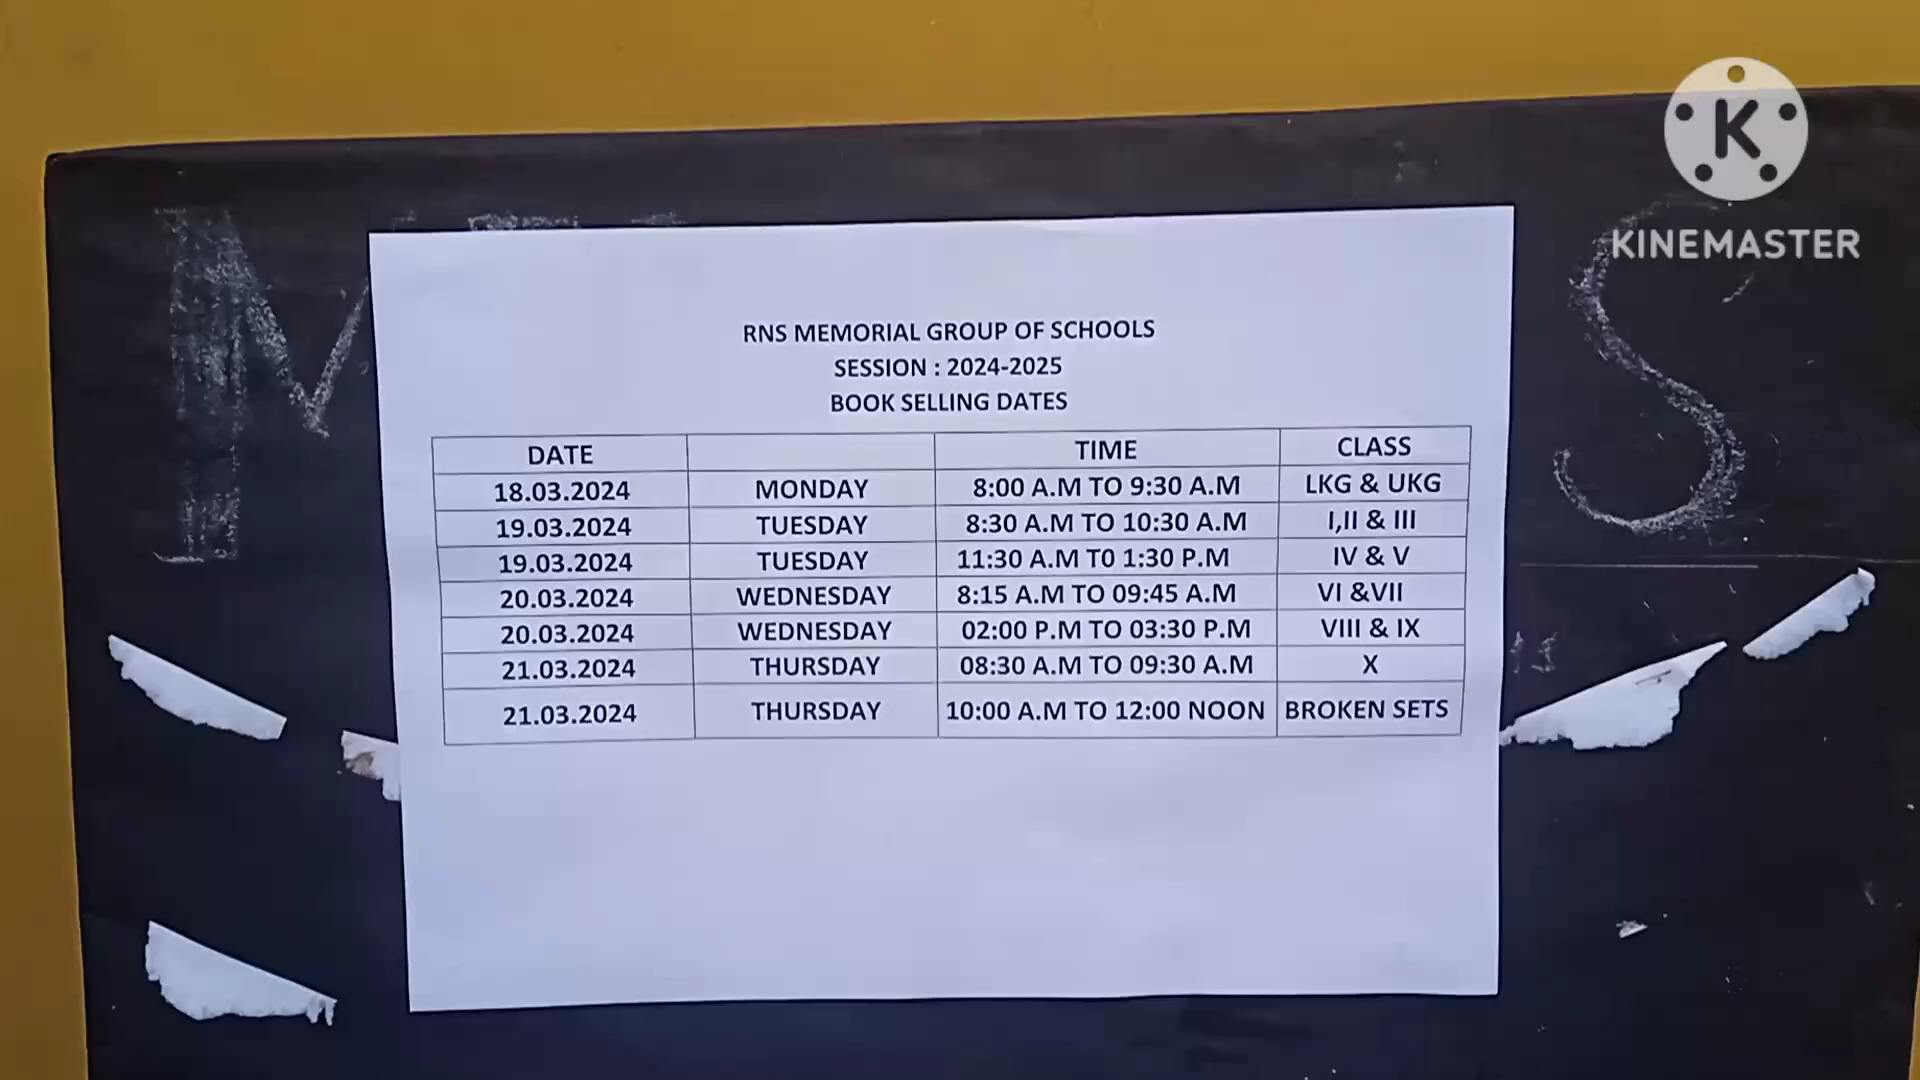 K
KINEMASTER
M S
RNS MEMORIAL GROUP OF SCHOOLS
SESSION : 2024-2025
BOOK SELLING DATES
DATE TIME CLASS
18.03.2024 MONDAY 8:00 A.M TO 9:30 A.M LKG & UKG
19.03.2024 TUESDAY 8:30 A.M TO 10:30 A.M I,II & III
19.03.2024 TUESDAY 11:30 A.M T0 1:30 P.M IV & V
20.03.2024 WEDNESDAY 8:15 A.M TO 09:45 A.M VI &VII
20.03.2024 WEDNESDAY 02:00 P.M TO 03:30 P.M VIII & IX
21.03.2024 THURSDAY 08:30 A.M TO 09:30 A.M X
21.03.2024 THURSDAY 10:00 A.M TO 12:00 NOON BROKEN SETS